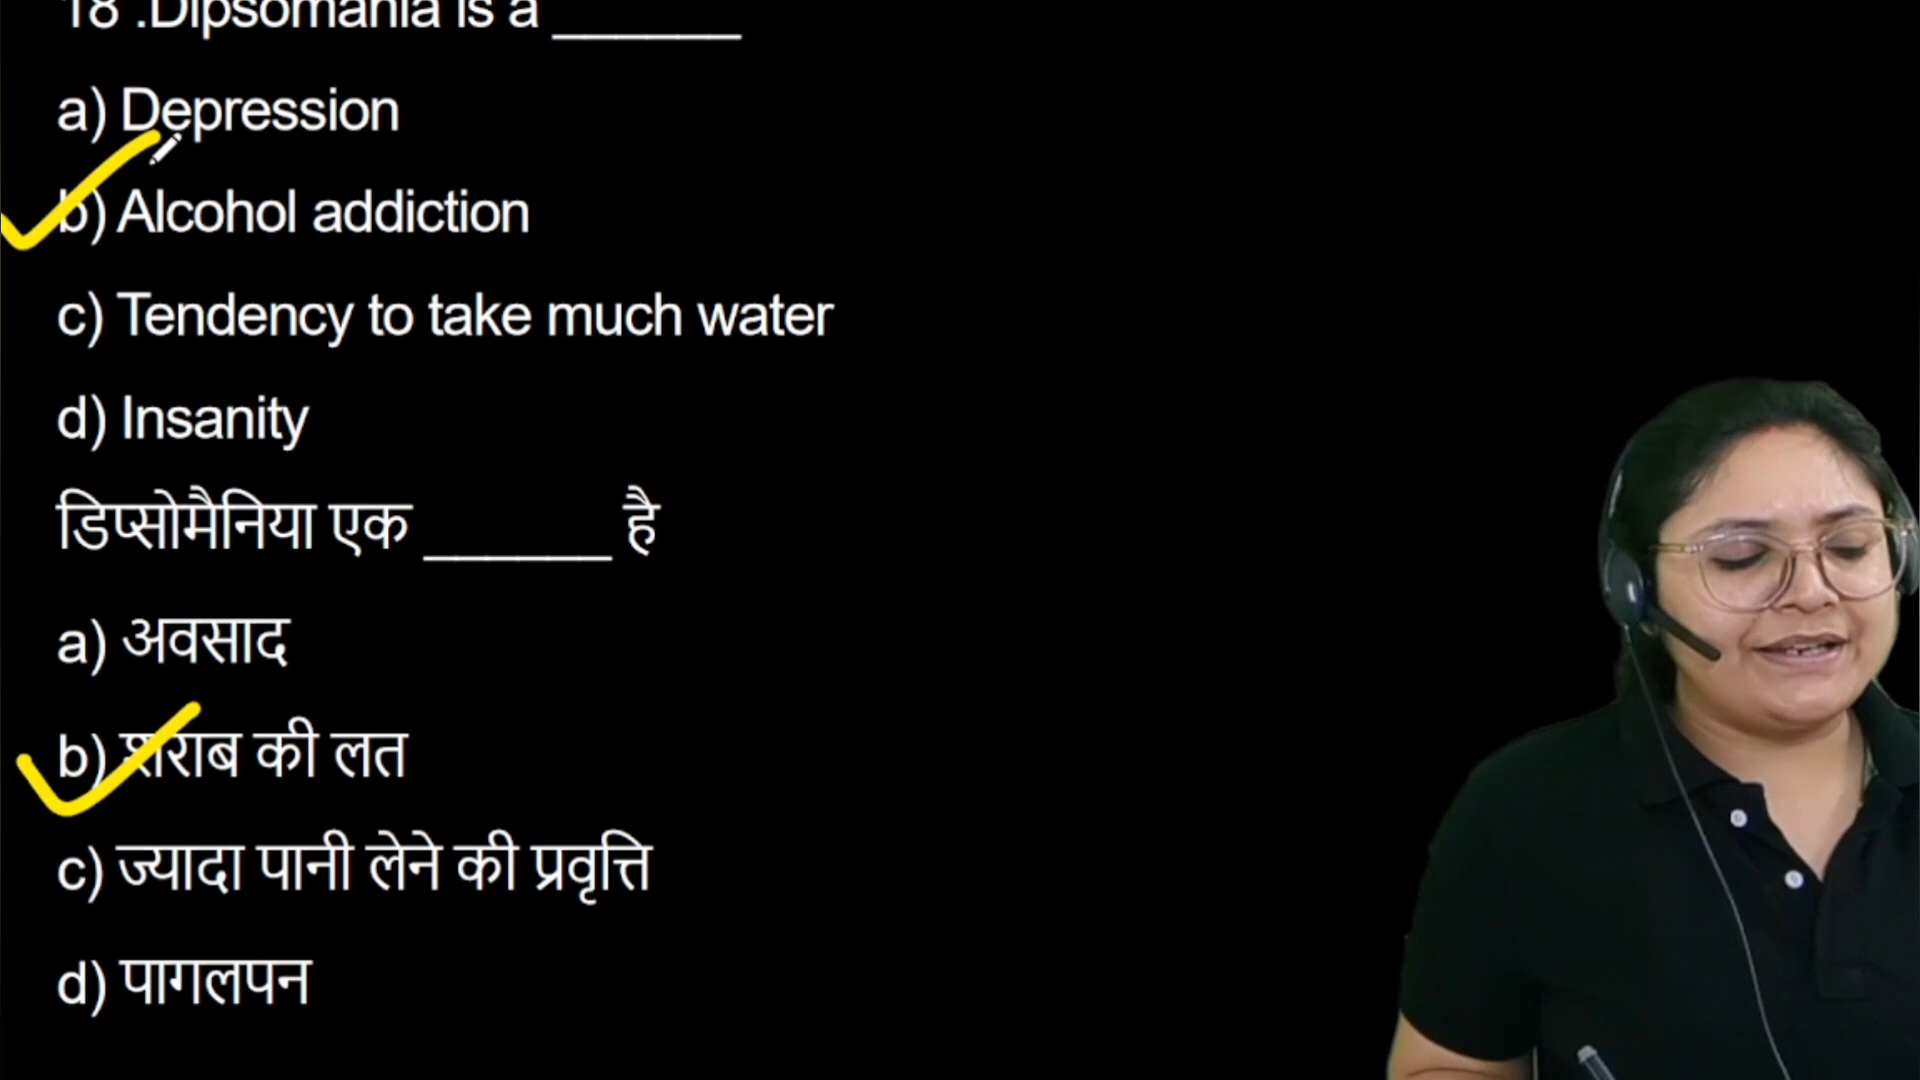 18 .Dipsomania is a ______
a) Depression
b) Alcohol addiction
c) Tendency to take much water
d) Insanity
डिप्सोमैनिया एक ______ है
a) अवसाद
b) शराब की लत
c) ज्यादा पानी लेने की प्रवृत्ति
d) पागलपन